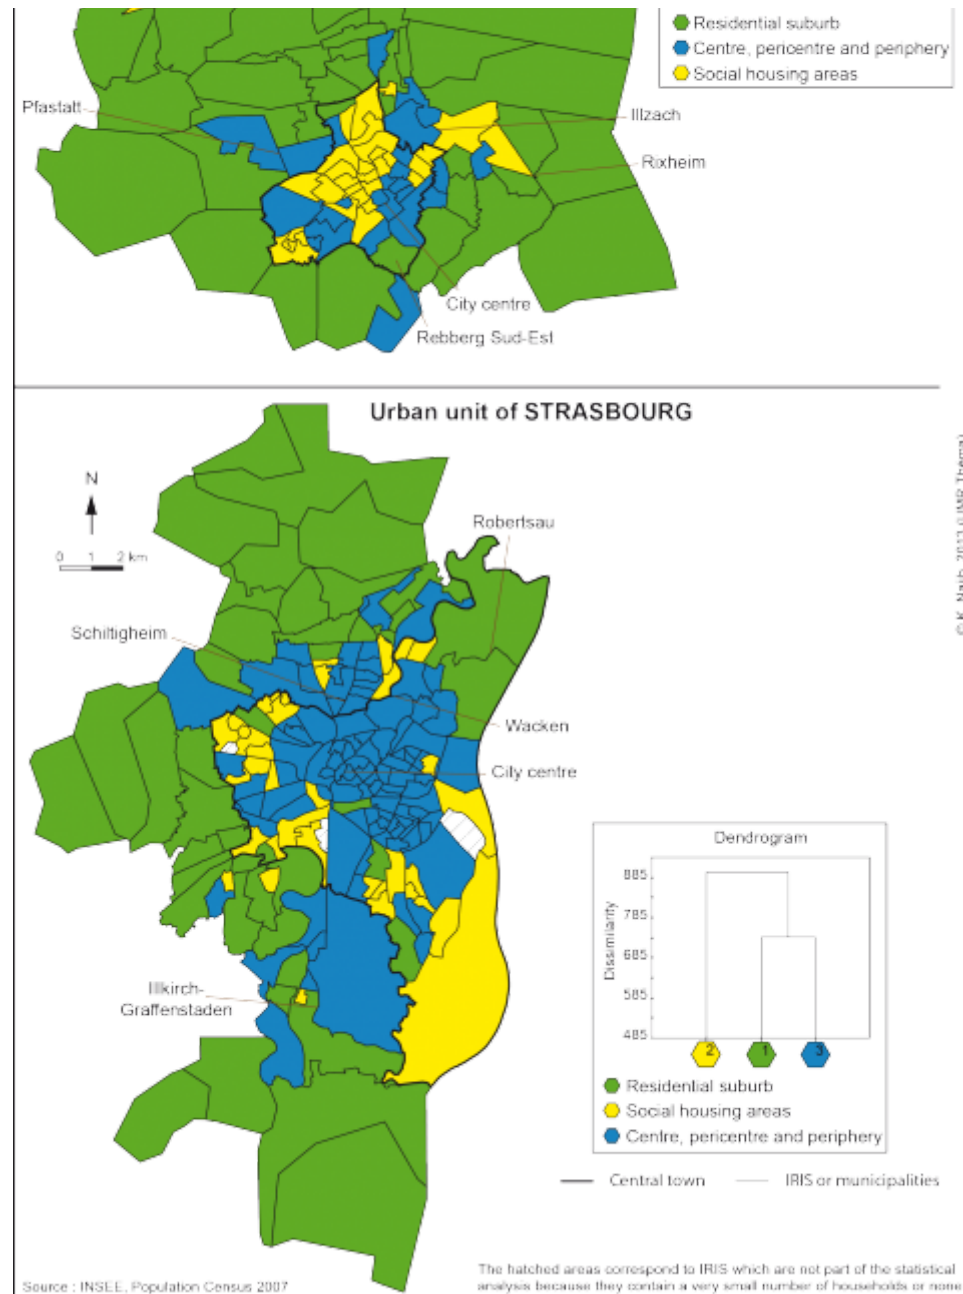 Residential suburb
Centre, pericentre and periphery
Social housing areas
Pfastatt
Illzach
Rixheim
City centre
Rebberg Sud-Est
Urban unit of STRASBOURG
N
0 1 2 km
Robertsau
Schiltigheim
Wacken
City centre
Illkirch-
Graffenstaden
Dendrogram
Dissimilarity
885
785
685
585
485
2 1 3
Residential suburb
Social housing areas
Centre, pericentre and periphery
Central town
IRIS or municipalities
The hatched areas correspond to IRIS which are not part of the statistical
analysis because they contain a very small number of households or none
Source : INSEE, Population Census 2007